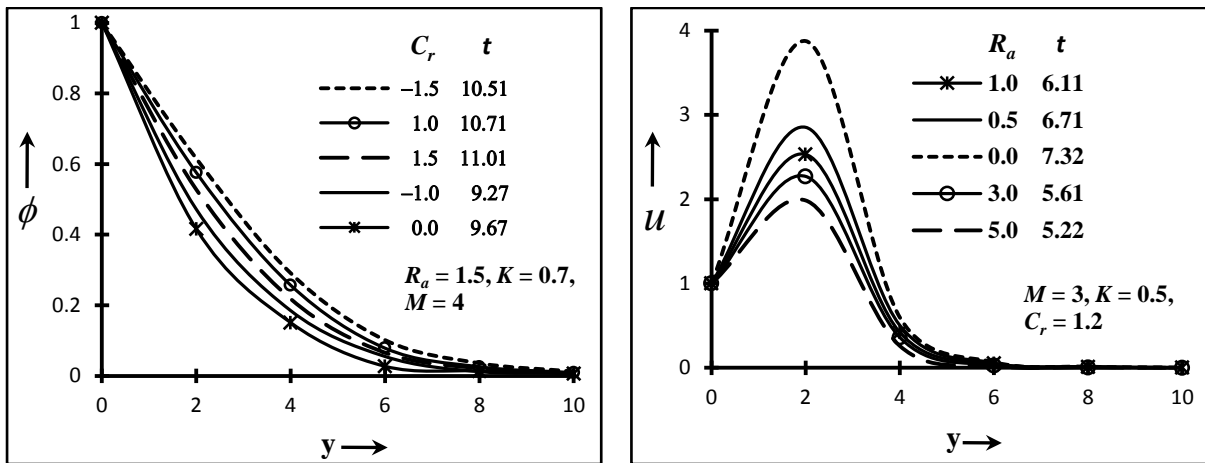 1
0.8
0.6
0.4
0.2
0
ϕ
0 2 4 6 8 10
y
C_r t
–1.5 10.51
1.0 10.71
1.5 11.01
–1.0 9.27
0.0 9.67
R_a = 1.5, K = 0.7,
M = 4
4
3
2
1
0
u
0 2 4 6 8 10
y
R_a t
1.0 6.11
0.5 6.71
0.0 7.32
3.0 5.61
5.0 5.22
M = 3, K = 0.5,
C_r = 1.2